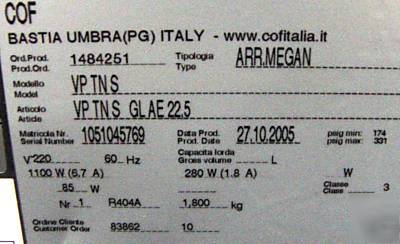 COF
BASTIA UMBRA(PG) ITALY - www.cofitalia.it
Ord.Prod. Prod.Ord. 1484251 Tipologia Type ARR.MEGAN
Modello Model VP TN S
Articolo Article VP TN S GLAE 22.5
Matricola Nr. Serial Number 1051045769 Data Prod. Prod. Date 27.10.2005 psig min: 174 psig max: 331
Capacita lorda Gross volume L
V 220 60 Hz
1100 W (6,7 A) 280 W (1.8 A) W
85 W Classe Class 3
Nr 1 R404A 1,800 kg
Ordine Cliente Customer Order 83862 10